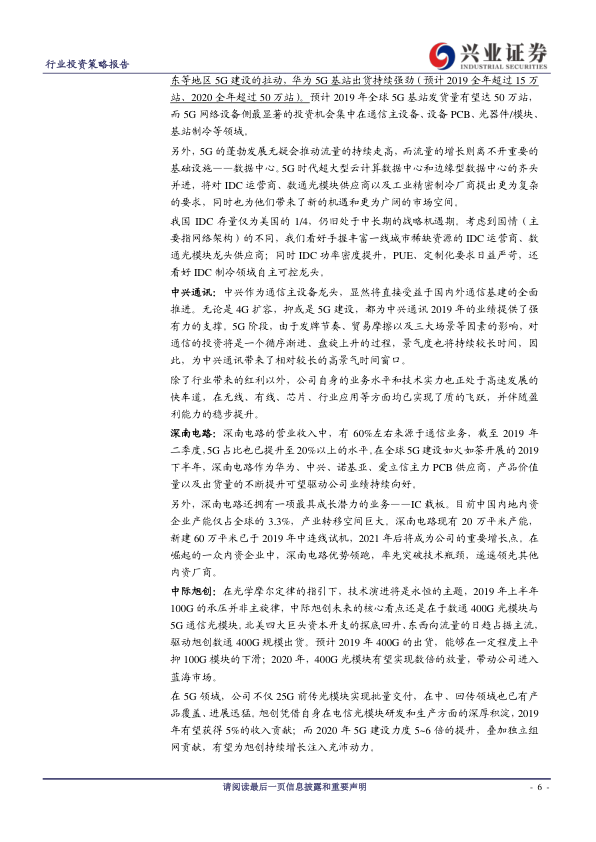 行业投资策略报告
兴业证券
INDUSTRIAL SECURITIES
东等地区 5G 建设的拉动，华为 5G 基站出货持续强劲（预计 2019 全年超过 15 万
站、2020 全年超过 50 万站）。预计 2019 年全球 5G 基站发货量有望达 50 万站，
而 5G 网络设备侧最显著的投资机会集中在通信主设备、设备 PCB、光器件/模块、
基站制冷等领域。
另外，5G 的蓬勃发展无疑会推动流量的持续走高，而流量的增长则离不开重要的
基础设施——数据中心。5G 时代超大型云计算数据中心和边缘型数据中心的齐头
并进，将对 IDC 运营商、数通光模块供应商以及工业精密制冷厂商提出更为复杂
的要求，同时也为他们带来了新的机遇和更为广阔的市场空间。
我国 IDC 存量仅为美国的 1/4，仍旧处于中长期的战略机遇期。考虑到国情（主
要指网络架构）的不同，我们看好手握丰富一线城市稀缺资源的 IDC 运营商、数
通光模块龙头供应商；同时 IDC 功率密度提升，PUE、定制化要求日益严苛，还
看好 IDC 制冷领域自主可控龙头。
中兴通讯：中兴作为通信主设备龙头，显然将直接受益于国内外通信基建的全面
推进。无论是 4G 扩容，抑或是 5G 建设，都为中兴通讯 2019 年的业绩提供了强
有力的支撑。5G 阶段，由于发牌节奏、贸易摩擦以及三大场景等因素的影响，对
通信的投资将是一个循序渐进、盘旋上升的过程，景气度也将持续较长时间，因
此，为中兴通讯带来了相对较长的高景气时间窗口。
除了行业带来的红利以外，公司自身的业务水平和技术实力也正处于高速发展的
快车道，在无线、有线、芯片、行业应用等方面均已实现了质的飞跃，并伴随盈
利能力的稳步提升。
深南电路：深南电路的营业收入中，有 60%左右来源于通信业务，截至 2019 年
二季度,5G 占比也已提升至20%以上的水平。在全球 5G 建设如火如荼开展的 2019
下半年，深南电路作为华为、中兴、诺基亚、爱立信主力 PCB 供应商，产品价值
量以及出货量的不断提升可望驱动公司业绩持续向好。
另外，深南电路还拥有一项最具成长潜力的业务——IC 载板。目前中国内地内资
企业产能仅占全球的 3.3%，产业转移空间巨大。深南电路现有 20 万平米产能，
新建 60 万平米已于 2019 年中连线试机，2021 年后将成为公司的重要增长点。在
崛起的一众内资企业中，深南电路优势领跑，率先突破技术瓶颈，遥遥领先其他
内资厂商。
中际旭创：在光学摩尔定律的指引下，技术演进将是永恒的主题，2019 年上半年
100G 的承压并非主旋律，中际旭创未来的核心看点还是在于数通 400G 光模块与
5G 通信光模块。北美四大巨头资本开支的探底回升、东西向流量的日趋占据主流，
驱动旭创数通 400G 规模出货。预计 2019 年 400G 的出货，能够在一定程度上平
抑 100G 模块的下滑；2020 年，400G 光模块有望实现数倍的放量，带动公司进入
蓝海市场。
在 5G 领域，公司不仅 25G 前传光模块实现批量交付，在中、回传领域也已有产
品覆盖、进展迅猛。旭创凭借自身在电信光模块研发和生产方面的深厚积淀，2019
年有望获得 5%的收入贡献；而 2020 年 5G 建设力度 5~6 倍的提升，叠加独立组
网贡献，有望为旭创持续增长注入充沛动力。
请阅读最后一页信息披露和重要声明
- 6 -